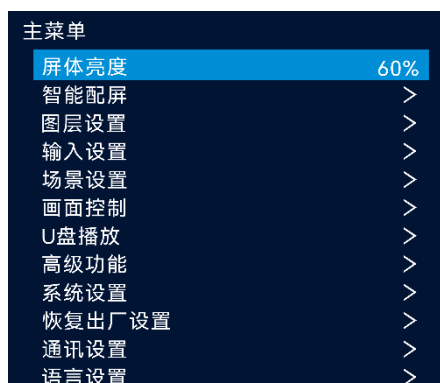 主菜单
屏体亮度 60%
智能配屏 >
图层设置 >
输入设置 >
场景设置 >
画面控制 >
U盘播放 >
高级功能 >
系统设置 >
恢复出厂设置 >
通讯设置 >
语言设置 >